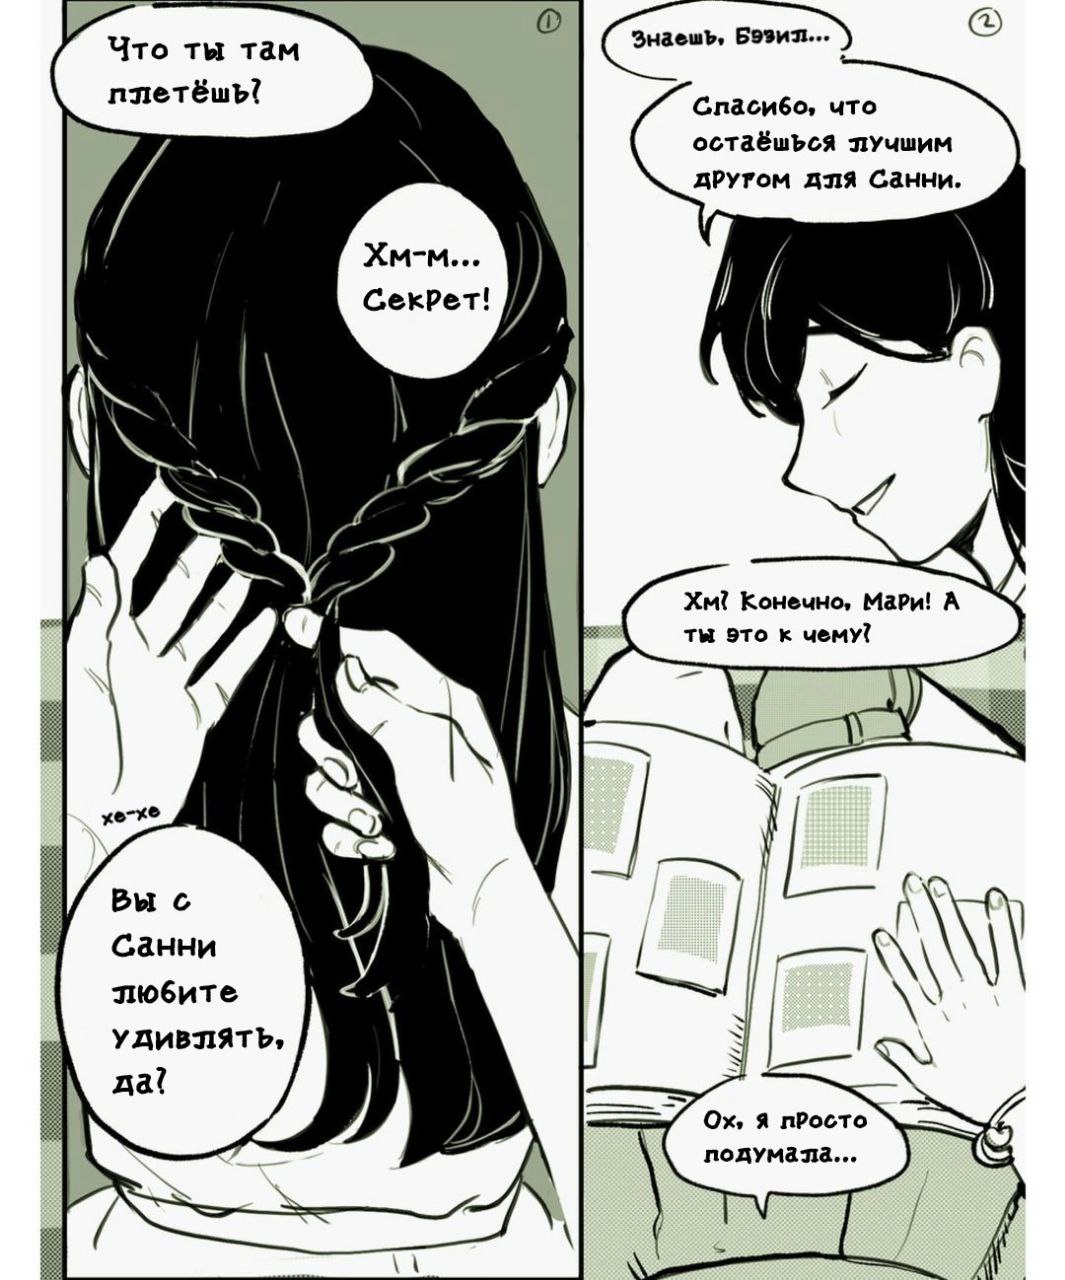 1
Что ты там
плетёшь?
Хм-м...
Секрет!
хе-хе
Вы с
Санни
любите
удивлять,
да?
2
Знаешь, Бэзил...
Спасибо, что
остаёшься лучшим
другом для Санни.
Хм? Конечно, Мари! А
ты это к чему?
Ох, я просто
подумала...